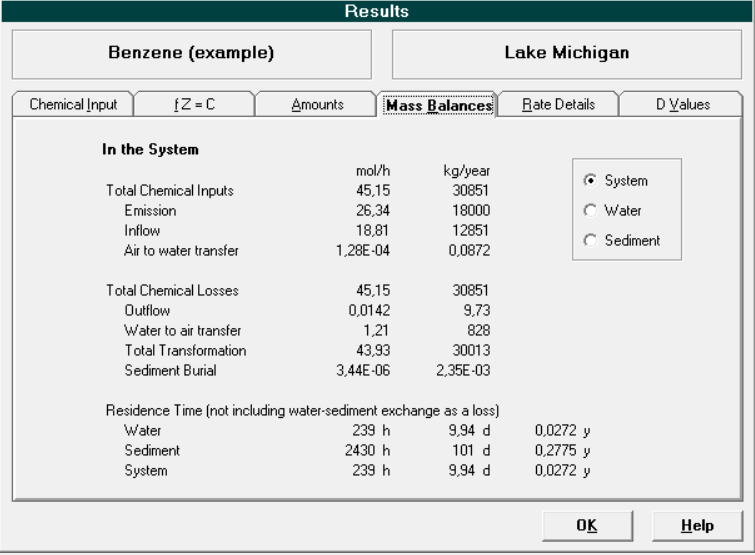 Results
Benzene (example)
Lake Michigan
Chemical Input
f Z = C
Amounts
Mass Balances
Rate Details
D Values
In the System
mol/h kg/year
Total Chemical Inputs 45,15 30851
Emission 26,34 18000
Inflow 18,81 12851
Air to water transfer 1,28E-04 0,0872
System
Water
Sediment
Total Chemical Losses 45,15 30851
Outflow 0,0142 9,73
Water to air transfer 1,21 828
Total Transformation 43,93 30013
Sediment Burial 3,44E-06 2,35E-03
Residence Time (not including water-sediment exchange as a loss)
Water 239 h 9,94 d 0,0272 y
Sediment 2430 h 101 d 0,2775 y
System 239 h 9,94 d 0,0272 y
OK
Help